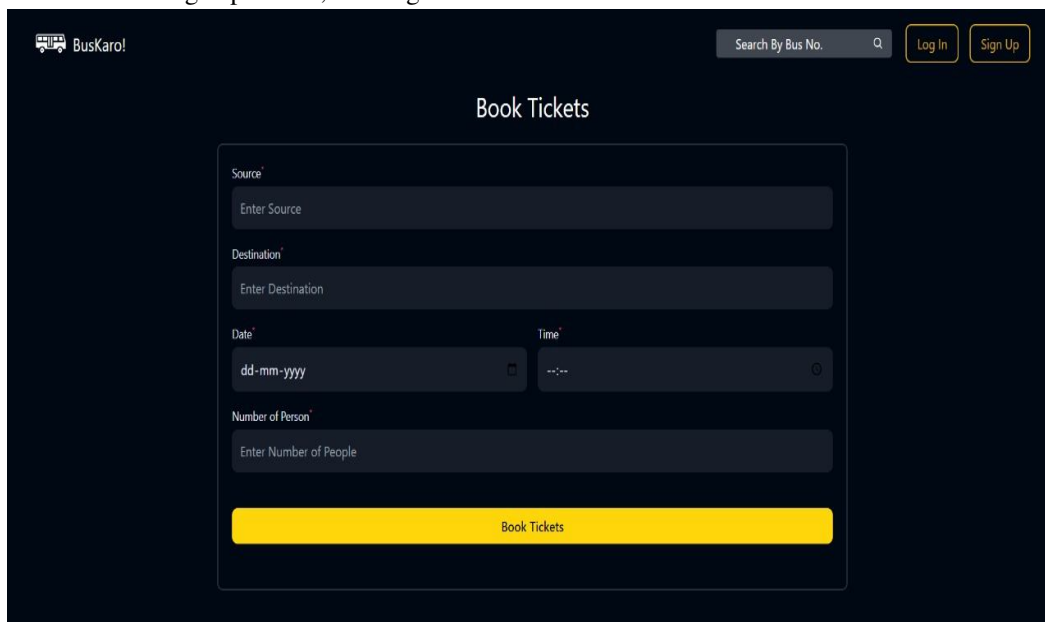 BusKaro!
Search By Bus No.
Log In
Sign Up
Book Tickets
Source*
Enter Source
Destination*
Enter Destination
Date* Time*
dd-mm-yyyy --:--
Number of Person*
Enter Number of People
Book Tickets